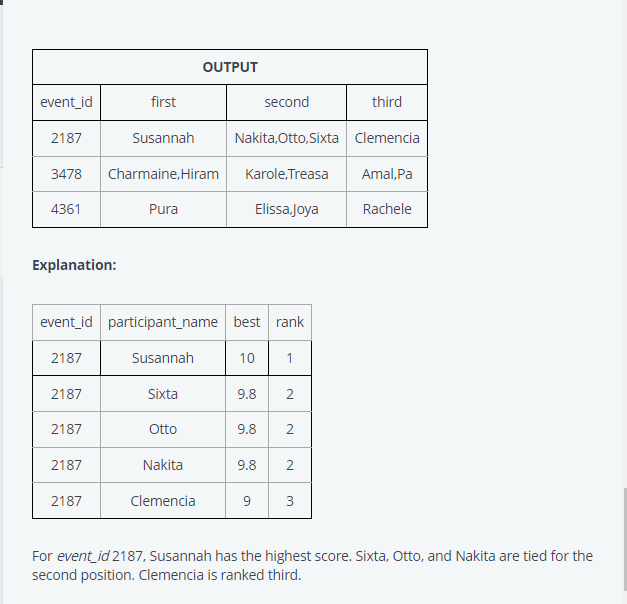 OUTPUT
event_id first second third
2187 Susannah Nakita,Otto,Sixta Clemencia
3478 Charmaine,Hiram Karole,Treasa Amal,Pa
4361 Pura Elissa,Joya Rachele
Explanation:
event_id participant_name best rank
2187 Susannah 10 1
2187 Sixta 9.8 2
2187 Otto 9.8 2
2187 Nakita 9.8 2
2187 Clemencia 9 3
For event_id 2187, Susannah has the highest score. Sixta, Otto, and Nakita are tied for the
second position. Clemencia is ranked third.